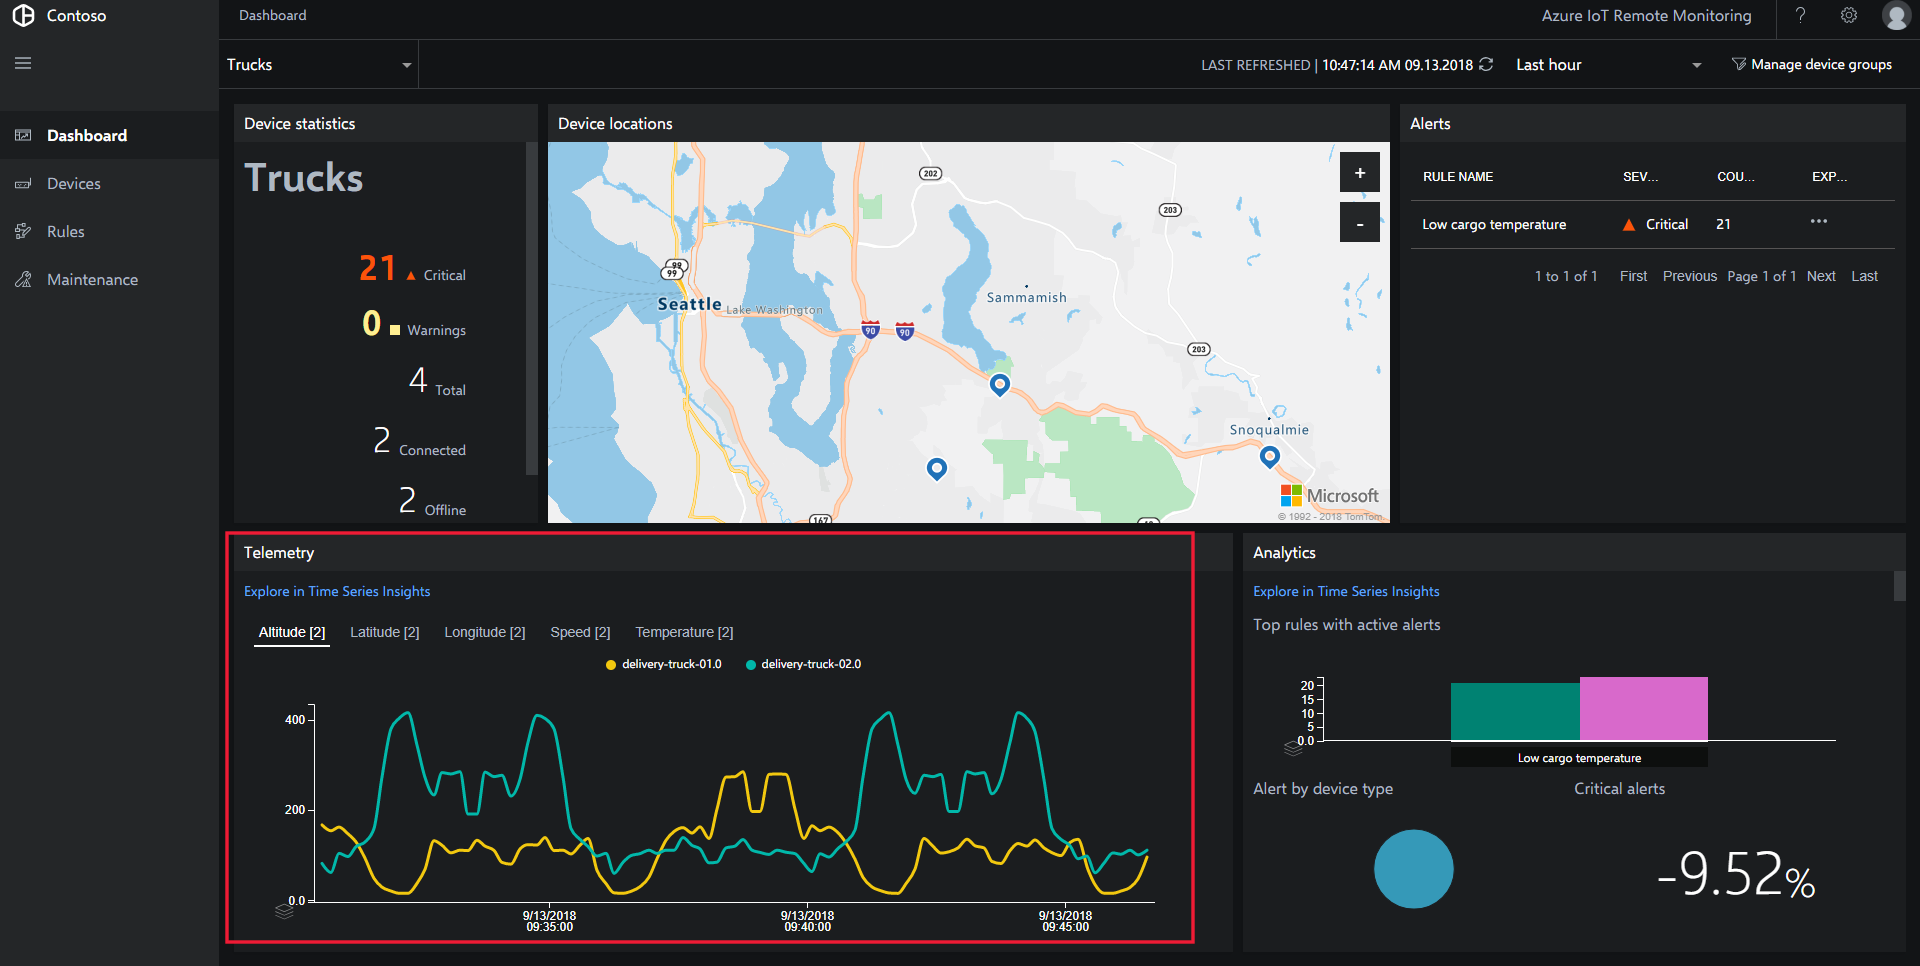 Contoso
Dashboard
Azure IoT Remote Monitoring
?
Trucks
LAST REFRESHED | 10:47:14 AM 09.13.2018
Last hour
Manage device groups
Dashboard
Devices
Rules
Maintenance
Device statistics
Trucks
21 Critical
0 Warnings
4 Total
2 Connected
2 Offline
Device locations
202
203
+
-
99
99
Seattle
Lake Washington
Sammamish
90
90
203
Snoqualmie
167
Microsoft
© 1992 - 2018 TomTom
Alerts
RULE NAME SEV... COU... EXP...
Low cargo temperature Critical 21 ...
1 to 1 of 1 First Previous Page 1 of 1 Next Last
Telemetry
Explore in Time Series Insights
Altitude [2] Latitude [2] Longitude [2] Speed [2] Temperature [2]
delivery-truck-01.0 delivery-truck-02.0
400
200
0.0
9/13/2018 9/13/2018 9/13/2018
09:35:00 09:40:00 09:45:00
Analytics
Explore in Time Series Insights
Top rules with active alerts
20
15
10
5
0.0
Low cargo temperature
Alert by device type
Critical alerts
-9.52%